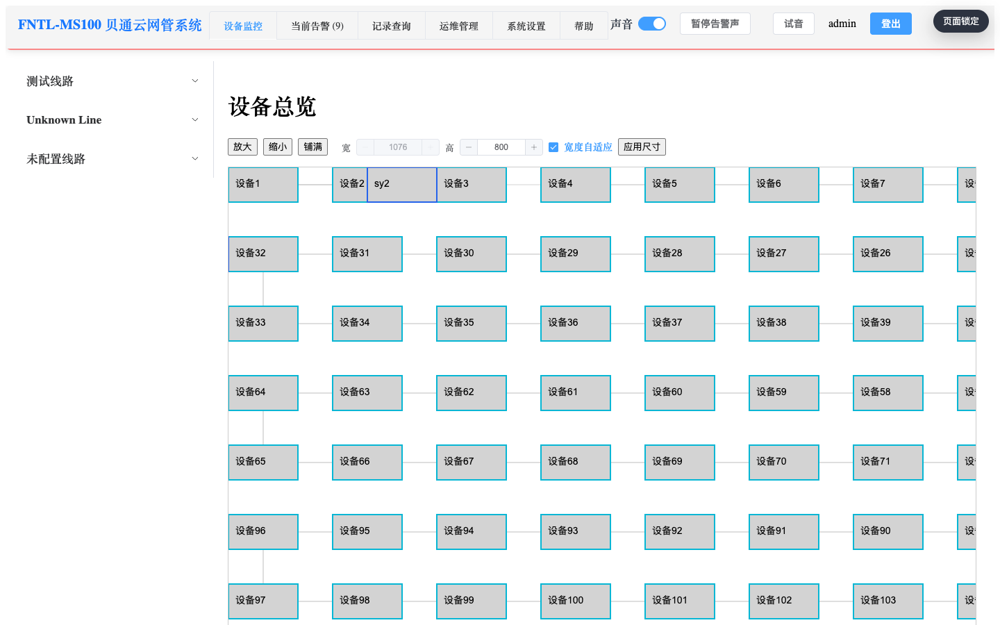 FNTL-MS100 贝通云网管系统 设备监控 当前告警 (9) 记录查询 运维管理 系统设置 帮助 声音 暂停告警声 试音 admin 登出 页面锁定
测试线路
Unknown Line
未配置线路
设备总览
放大 缩小 铺满 宽 1076 高 800 宽度自适应 应用尺寸
设备1 设备2 sy2 设备3 设备4 设备5 设备6 设备7 设
设备32 设备31 设备30 设备29 设备28 设备27 设备26 设
设备33 设备34 设备35 设备36 设备37 设备38 设备39 设
设备64 设备63 设备62 设备61 设备60 设备59 设备58 设
设备65 设备66 设备67 设备68 设备69 设备70 设备71 设
设备96 设备95 设备94 设备93 设备92 设备91 设备90 设
设备97 设备98 设备99 设备100 设备101 设备102 设备103 设